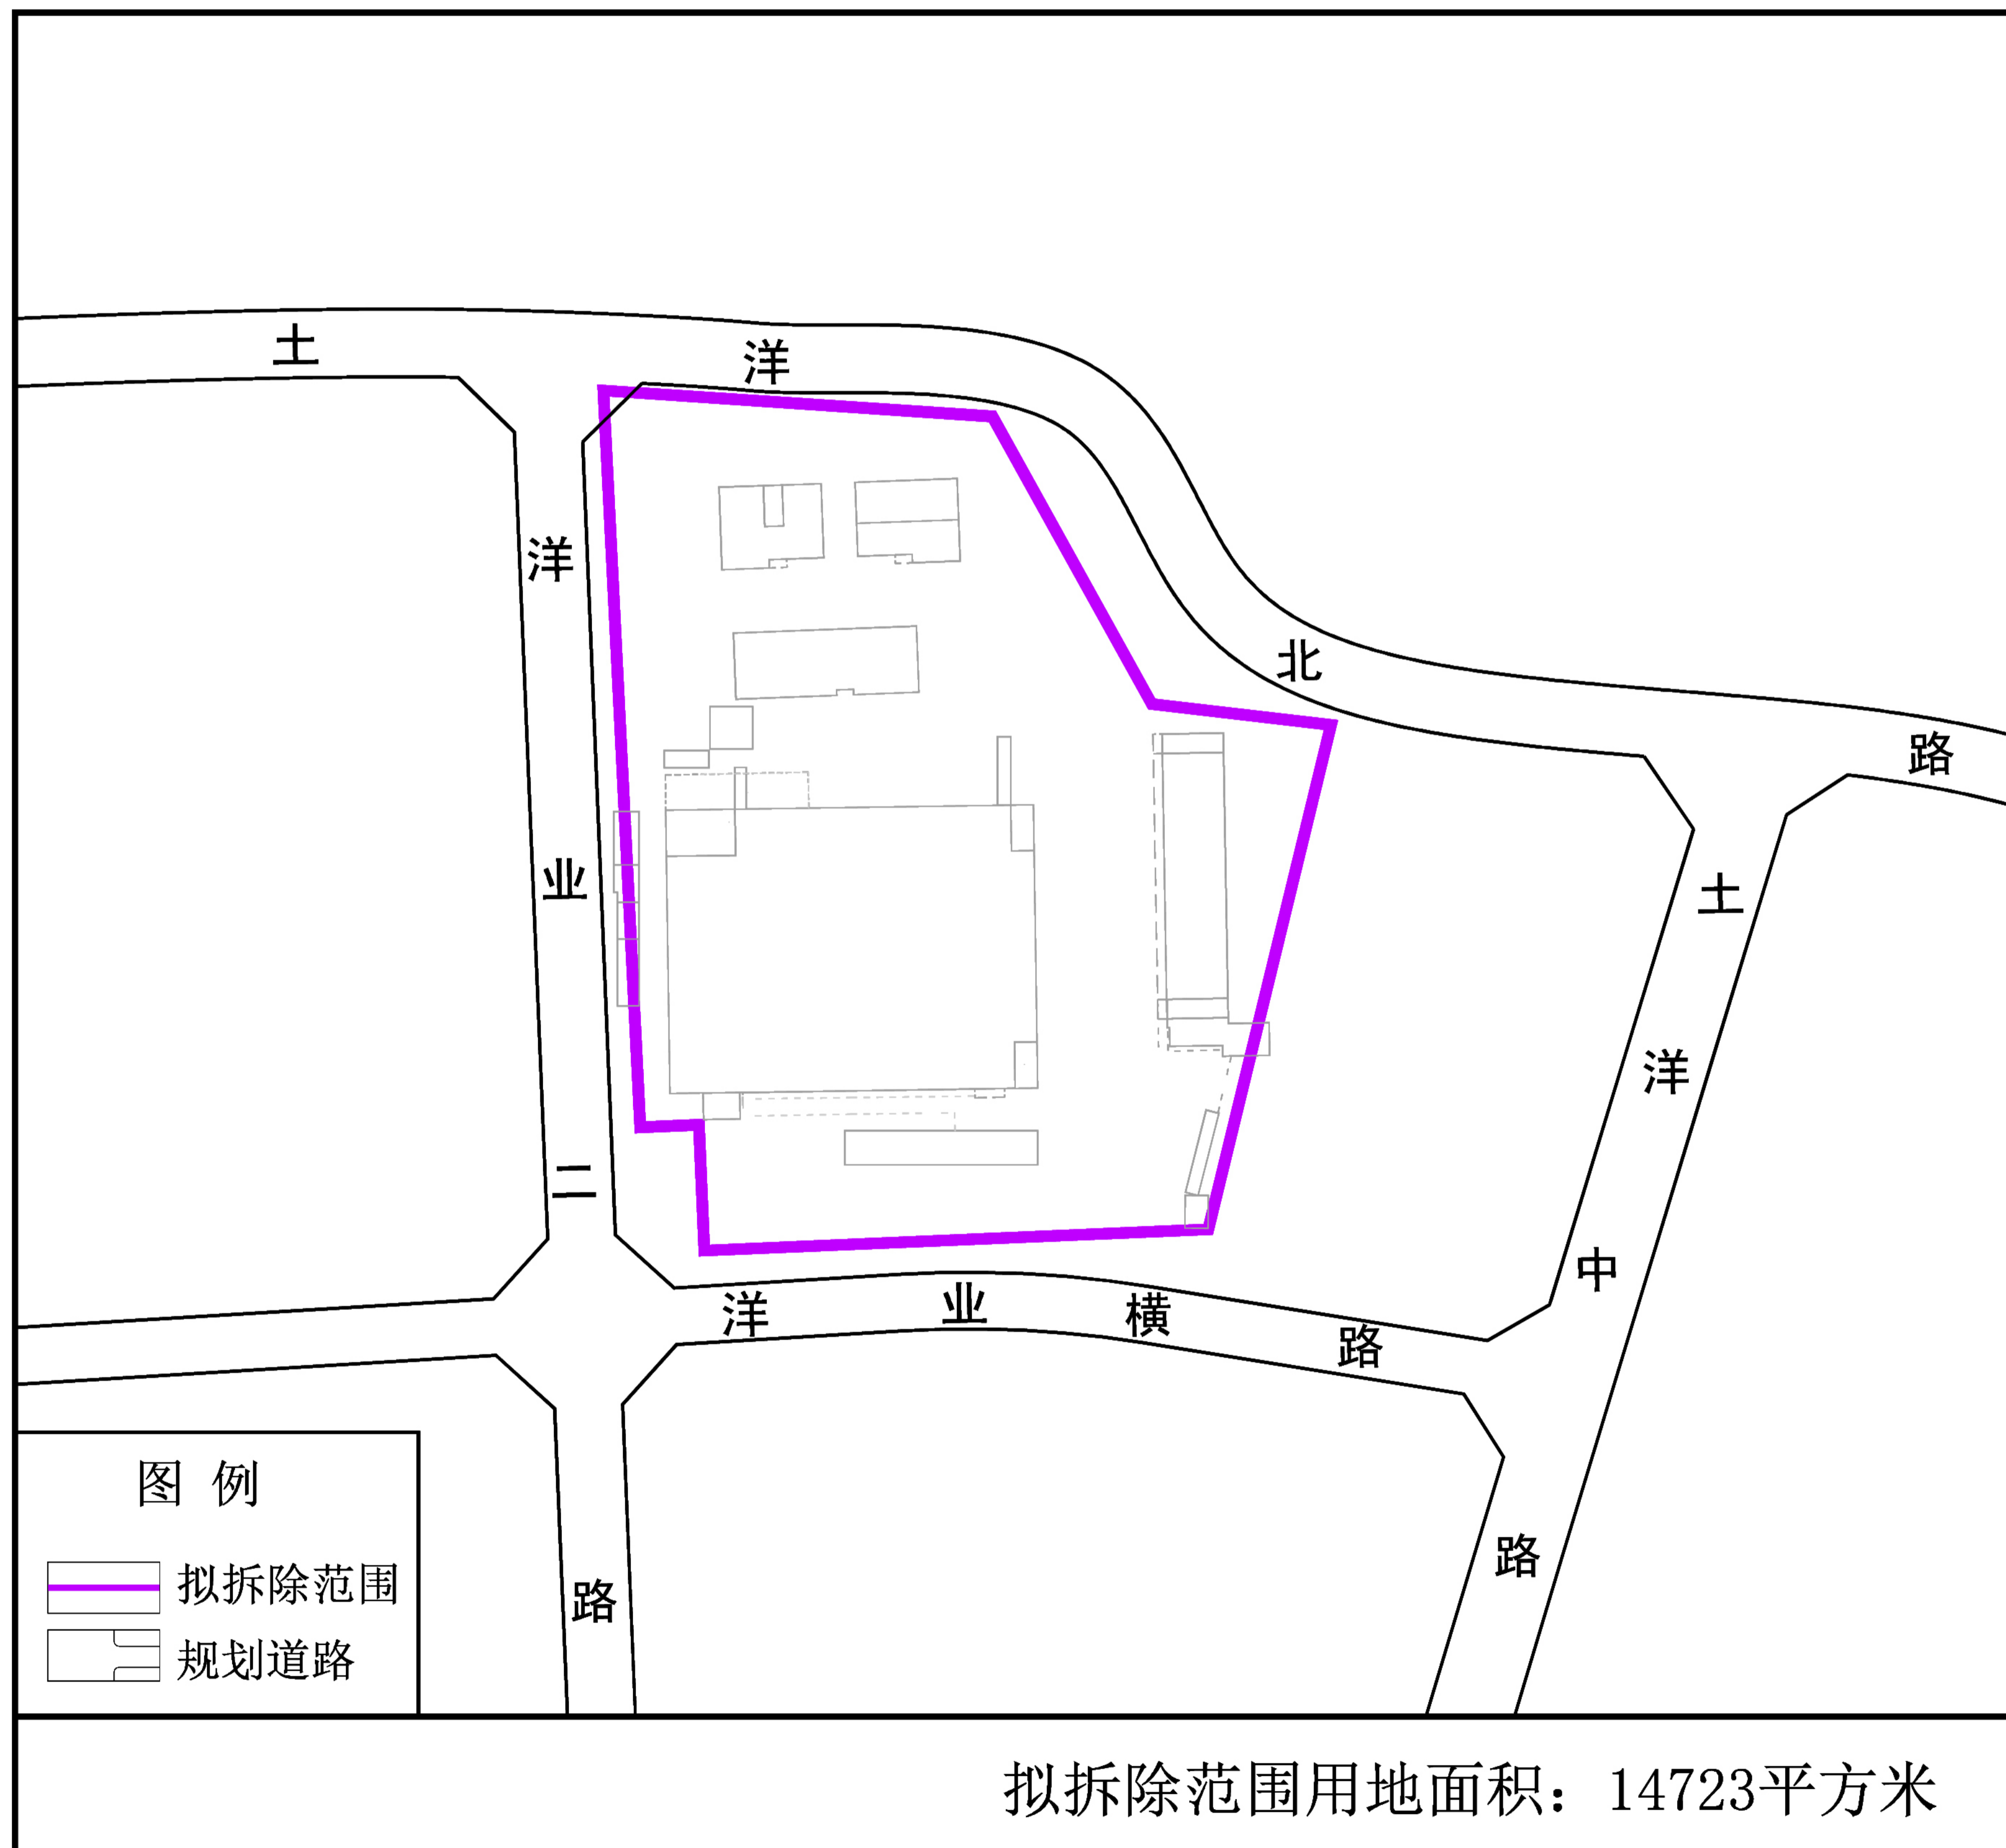 土洋北路
洋业二路
土洋中路
洋业横路
图 例
拟拆除范围
规划道路
拟拆除范围用地面积：14723平方米